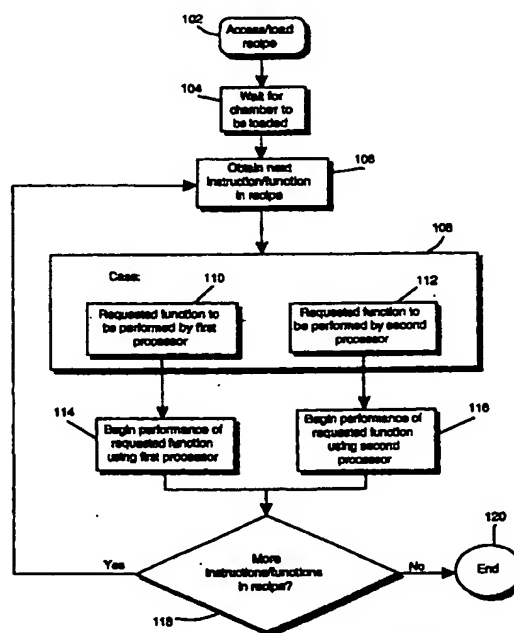 102
Access/load
recipe
104
Wait for
chamber to
be loaded
Obtain next
instruction/function
in recipe
106
108
Case:
110
Requested function to
be performed by first
processor
112
Requested function to
be performed by second
processor
114
Begin performance of
requested function
using first processor
116
Begin performance of
requested function
using second
processor
Yes
More
instructions/functions
in recipe?
No
120
End
118